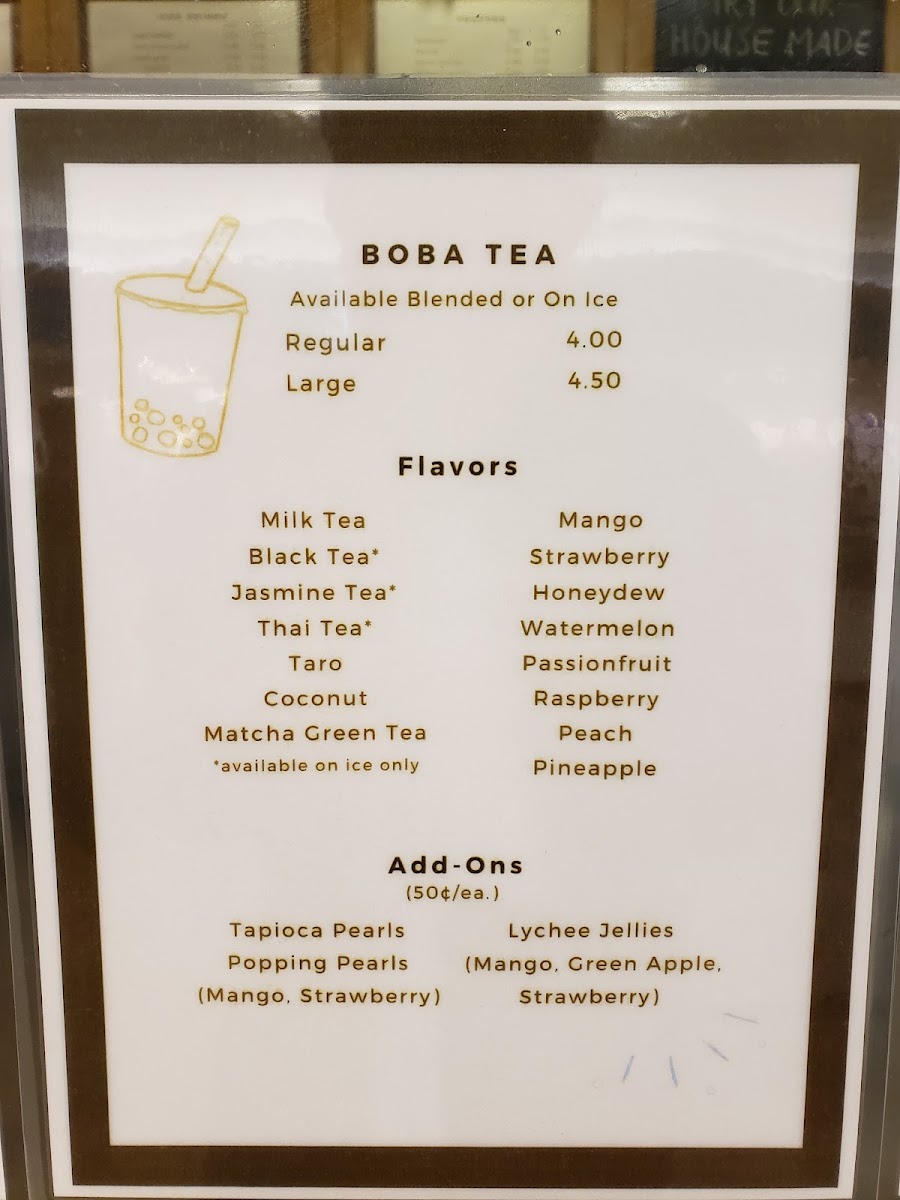 TRY OUR
HOUSE MADE
BOBA TEA
Available Blended or On Ice
Regular 4.00
Large 4.50
Flavors
Milk Tea
Black Tea*
Jasmine Tea*
Thai Tea*
Taro
Coconut
Matcha Green Tea
*available on ice only
Mango
Strawberry
Honeydew
Watermelon
Passionfruit
Raspberry
Peach
Pineapple
Add-Ons
(50¢/ea.)
Tapioca Pearls
Popping Pearls
(Mango, Strawberry)
Lychee Jellies
(Mango, Green Apple,
Strawberry)